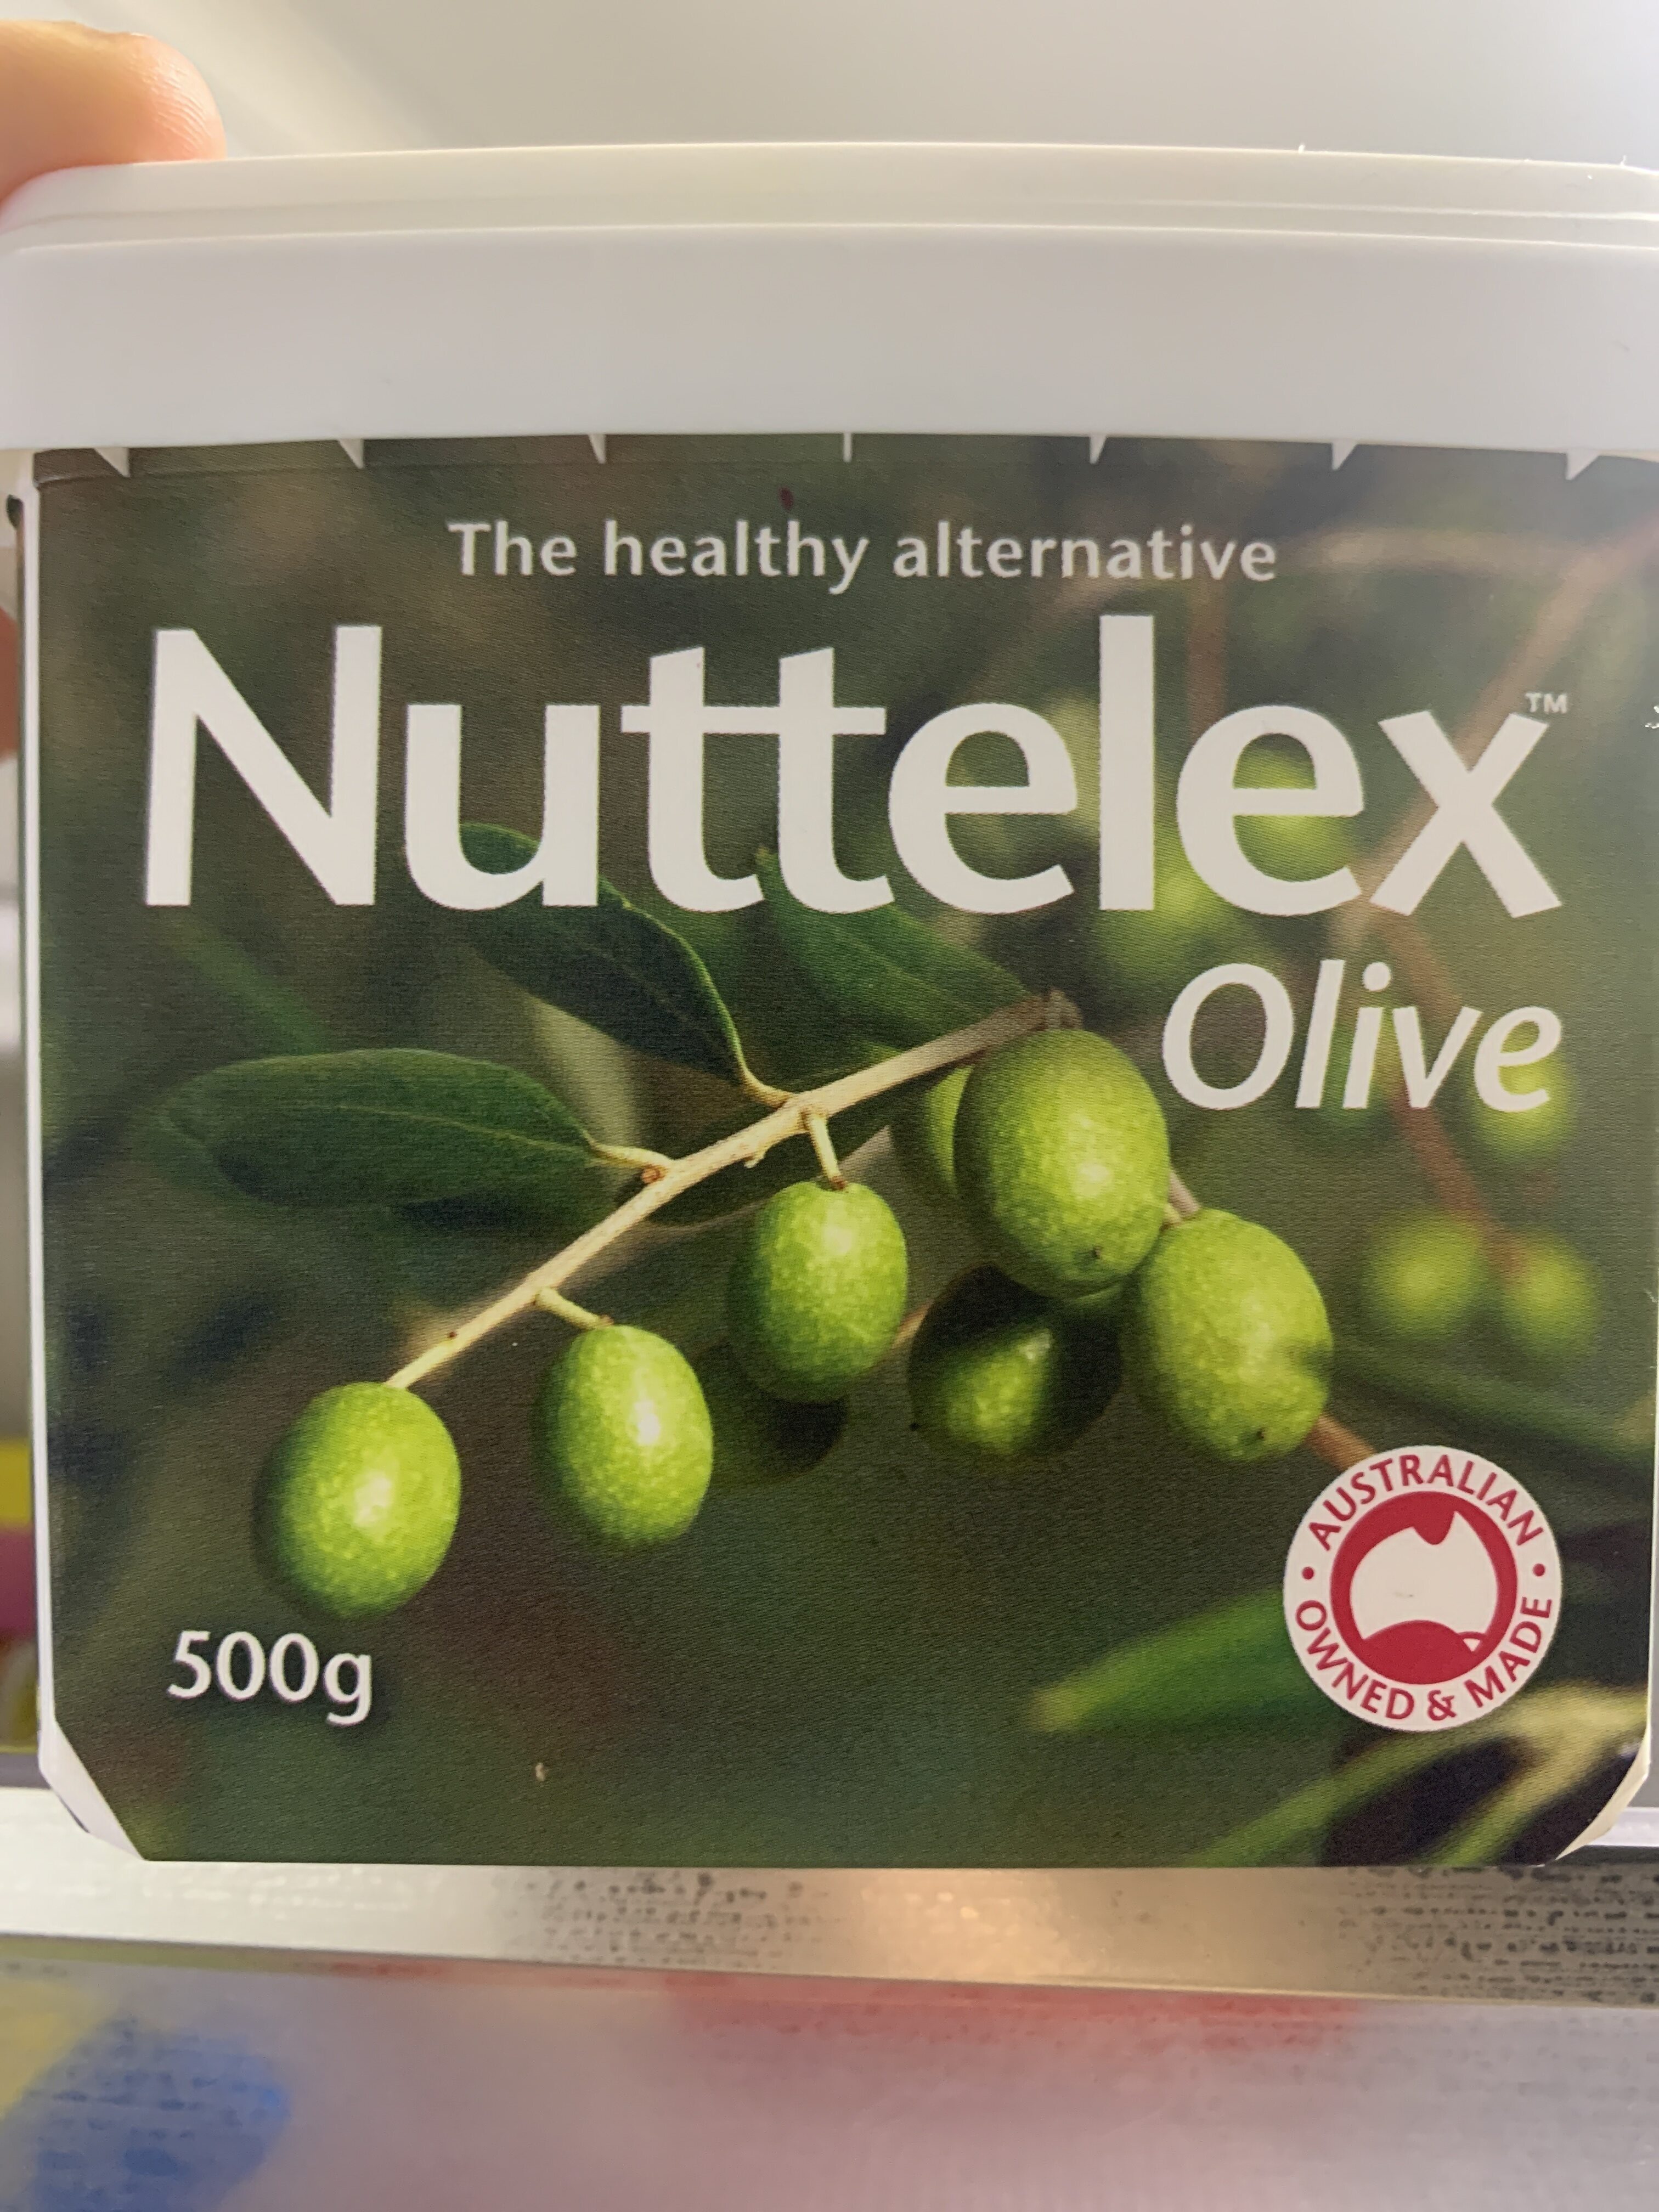 The healthy alternative
Nuttelex™
Olive
500g
AUSTRALIAN
OWNED & MADE